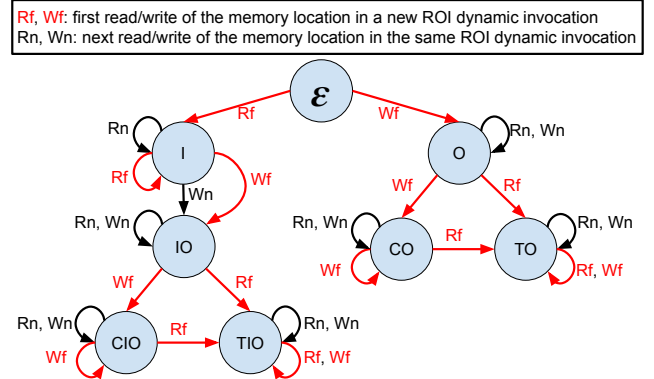 Rf, Wf: first read/write of the memory location in a new ROI dynamic invocation
Rn, Wn: next read/write of the memory location in the same ROI dynamic invocation
ε
Rf
Wf
Rn
I
Rf
Wf
Wn
O
Rn, Wn
Wf
Rf
Rn, Wn
IO
Rn, Wn
CO
Wf
Rf
TO
Rn, Wn
Rf, Wf
Wf
Rf
Rn, Wn
CIO
Wf
Rf
TIO
Rn, Wn
Rf, Wf